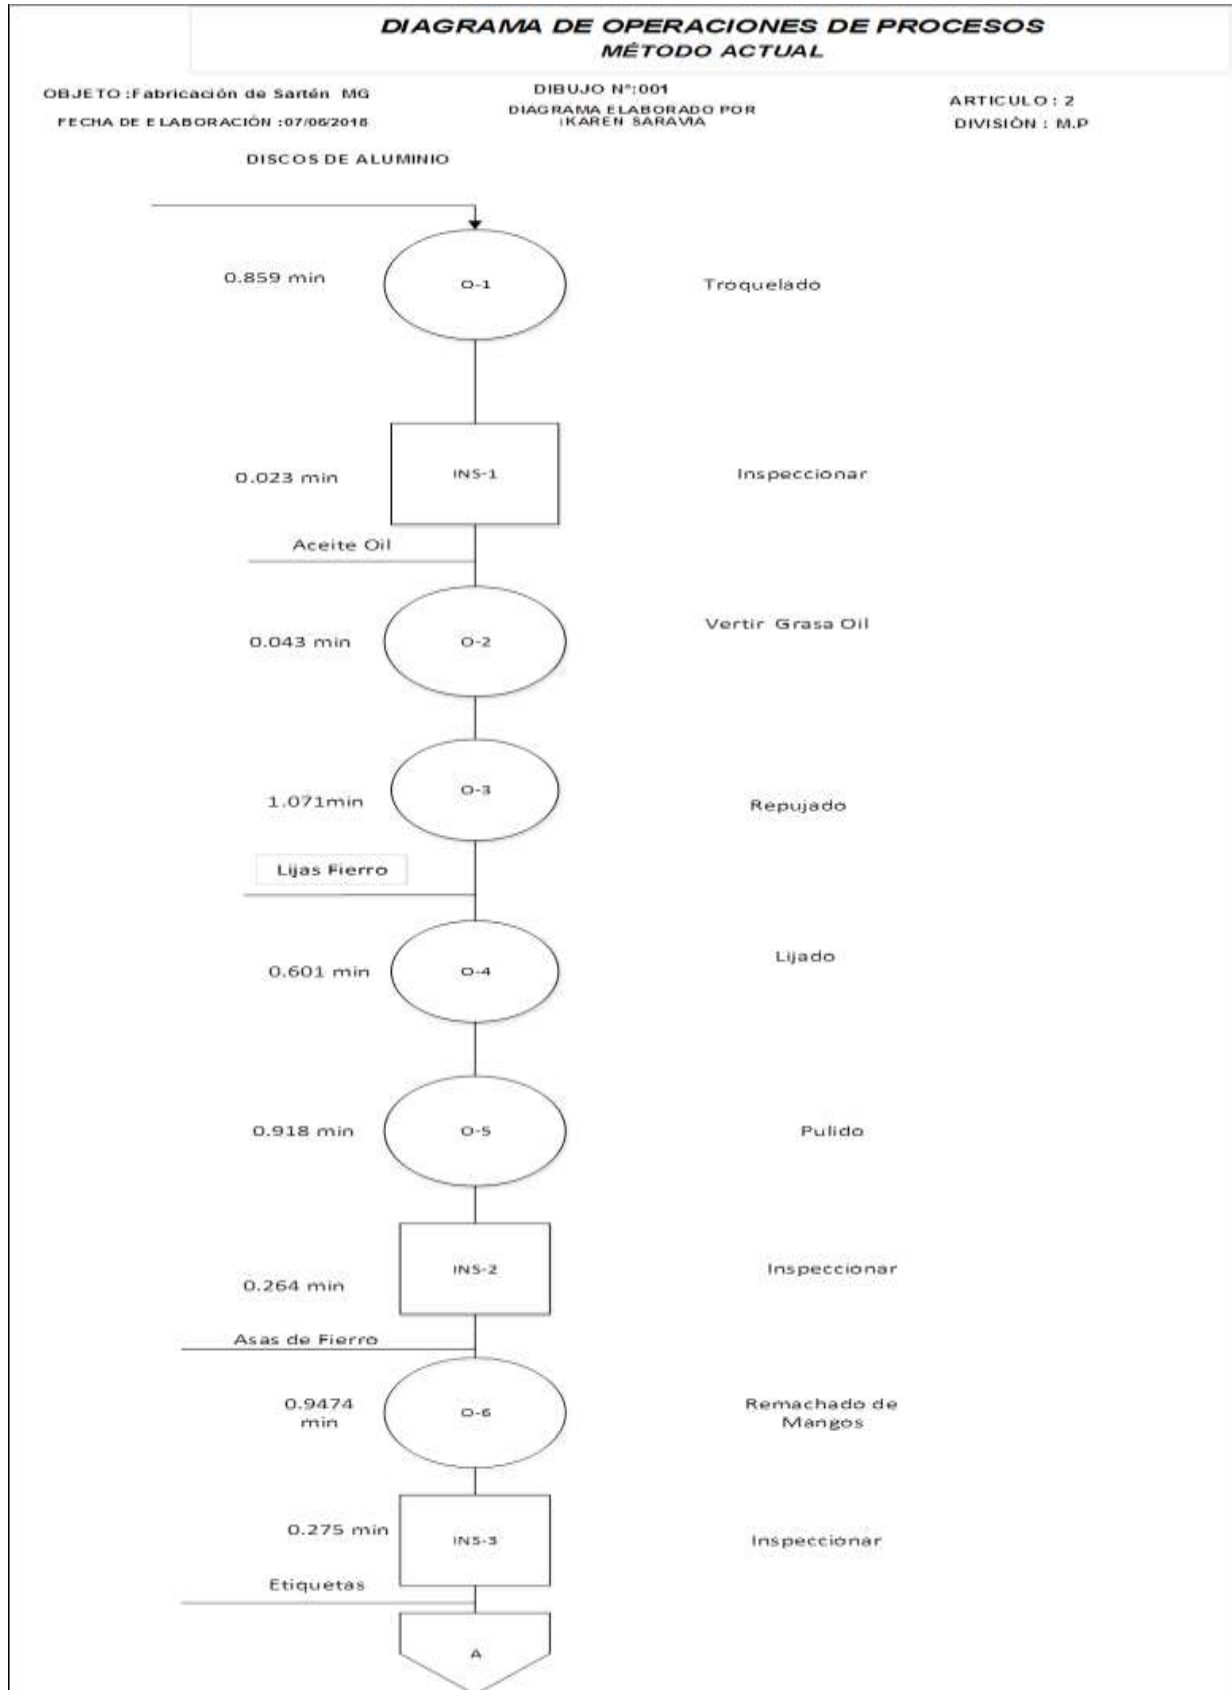 DIAGRAMA DE OPERACIONES DE PROCESOS
MÉTODO ACTUAL
OBJETO :Fabricación de Sartén MG
DIBUJO N°:001
ARTICULO : 2
FECHA DE ELABORACIÓN :07/06/2018
DIAGRAMA ELABORADO POR
:KAREN SARAVIA
DIVISIÒN : M.P
DISCOS DE ALUMINIO
0.859 min
O-1
Troquelado
0.023 min
INS-1
Inspeccionar
Aceite Oil
0.043 min
O-2
Vertir Grasa Oil
1.071min
O-3
Repujado
Lijas Fierro
0.601 min
O-4
Lijado
0.918 min
O-5
Pulido
0.264 min
INS-2
Inspeccionar
Asas de Fierro
0.9474
min
O-6
Remachado de
Mangos
0.275 min
INS-3
Inspeccionar
Etiquetas
A